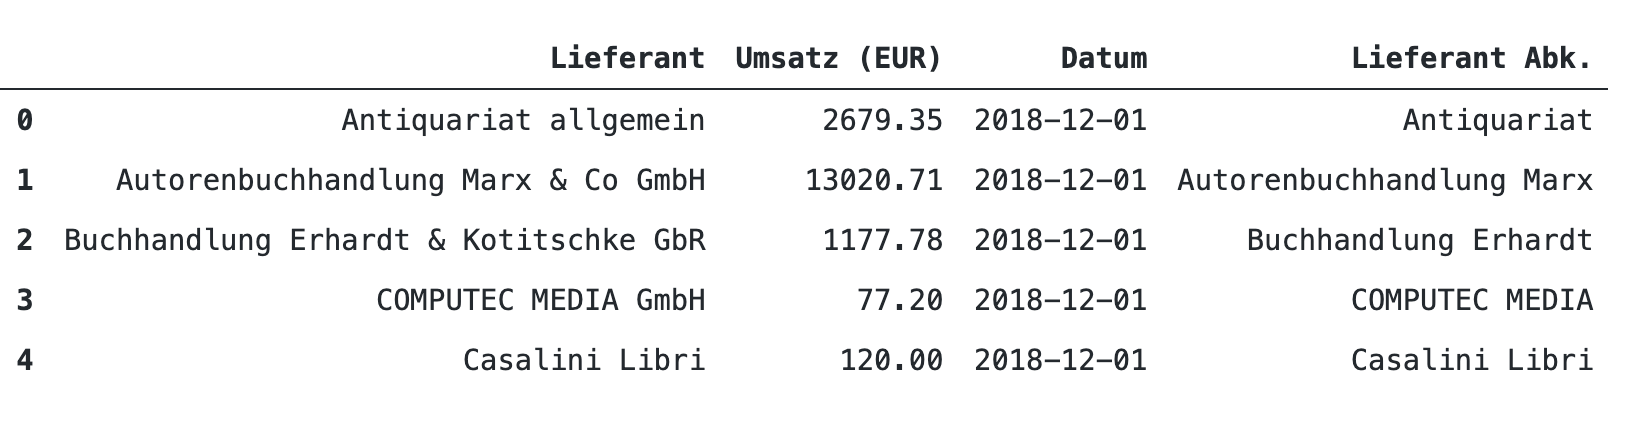 Lieferant Umsatz (EUR) Datum Lieferant Abk.
0 Antiquariat allgemein 2679.35 2018-12-01 Antiquariat
1 Autorenbuchhandlung Marx & Co GmbH 13020.71 2018-12-01 Autorenbuchhandlung Marx
2 Buchhandlung Erhardt & Kotitschke GbR 1177.78 2018-12-01 Buchhandlung Erhardt
3 COMPUTEC MEDIA GmbH 77.20 2018-12-01 COMPUTEC MEDIA
4 Casalini Libri 120.00 2018-12-01 Casalini Libri